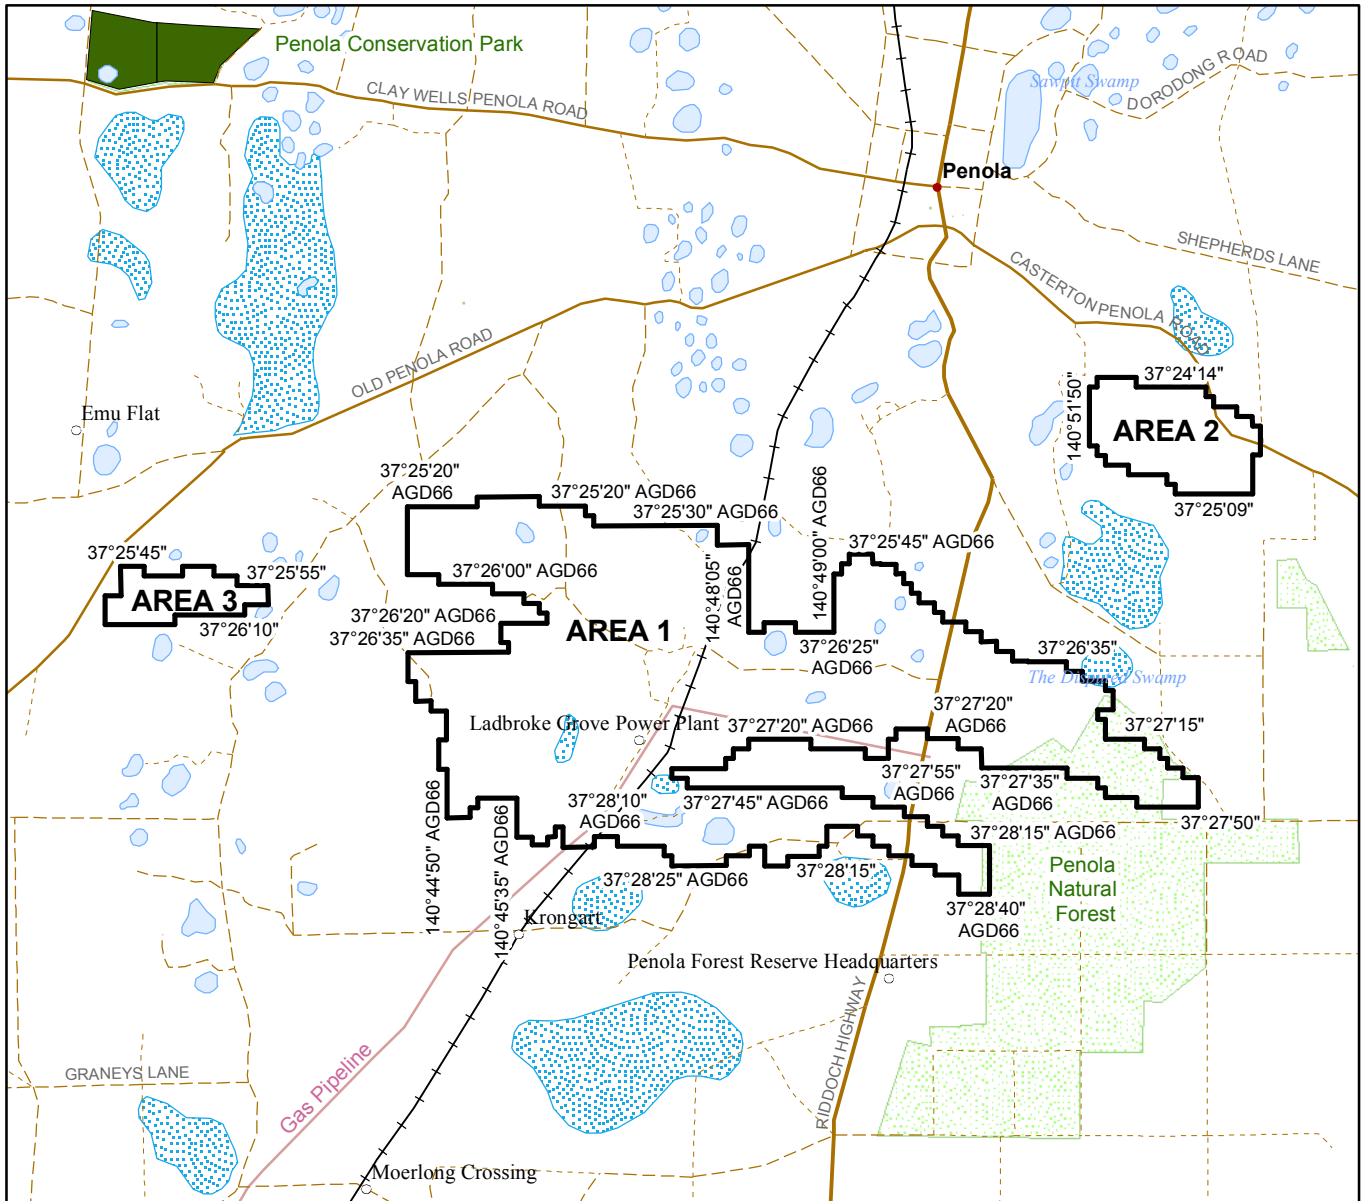 Penola Conservation Park
CLAY WELLS PENOLA ROAD
Sawpit Swamp
DORODONG ROAD
Penola
SHEPHERDS LANE
CASTERTON PENOLA ROAD
OLD PENOLA ROAD
Emu Flat
37°24'14"
140°51'50"
AREA 2
37°25'09"
37°25'20"
AGD66
37°25'20" AGD66
37°25'30" AGD66
140°49'00" AGD66
37°25'45" AGD66
140°48'05"
AGD66
37°25'45"
37°25'55"
AREA 3
37°26'10"
37°26'00" AGD66
37°26'20" AGD66
37°26'35" AGD66
AREA 1
37°26'25"
AGD66
37°26'35"
The Disputed Swamp
37°27'20"
AGD66
37°27'15"
Ladbroke Grove Power Plant
37°27'20" AGD66
37°27'55"
AGD66
37°27'35"
AGD66
37°27'50"
140°44'50" AGD66
140°45'35" AGD66
37°28'10"
AGD66
37°27'45" AGD66
37°28'15" AGD66
37°28'25" AGD66
37°28'15"
37°28'40"
AGD66
Penola
Natural
Forest
Krongart
Penola Forest Reserve Headquarters
RIDDOCH HIGHWAY
GRANEYS LANE
Gas Pipeline
Moerlong Crossing